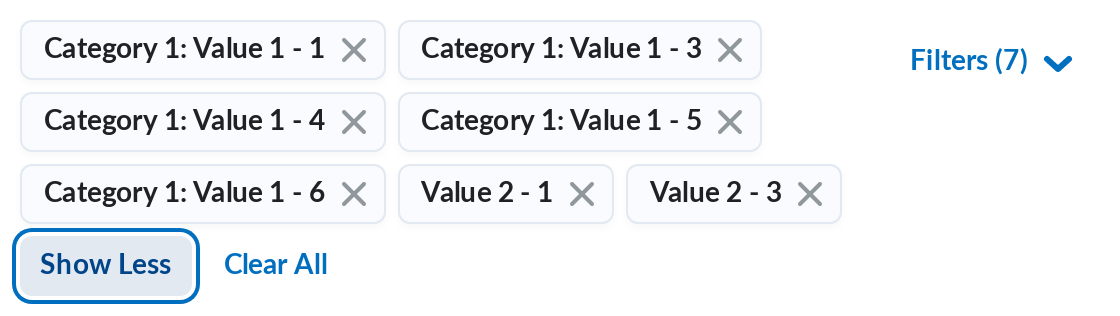 Category 1: Value 1 - 1 Category 1: Value 1 - 3 Filters (7)
Category 1: Value 1 - 4 Category 1: Value 1 - 5
Category 1: Value 1 - 6 Value 2 - 1 Value 2 - 3
Show Less Clear All